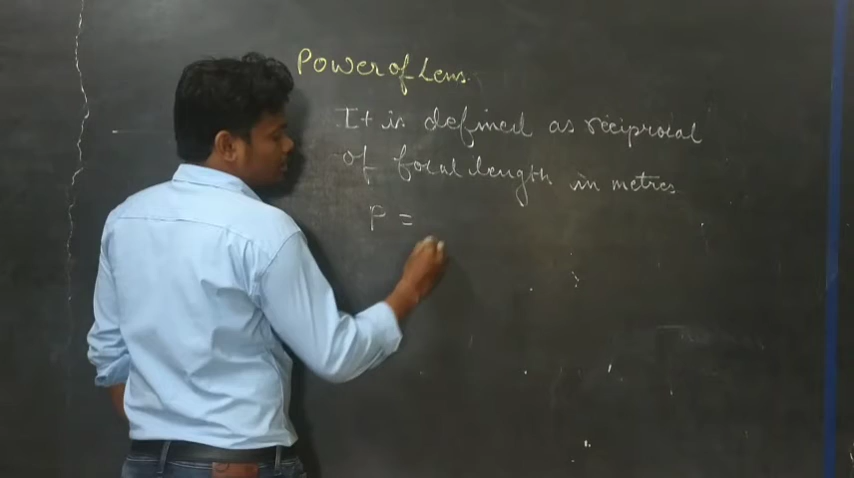 Power of Lens.
It is defined as reciprocal
of focal length in metres
P =